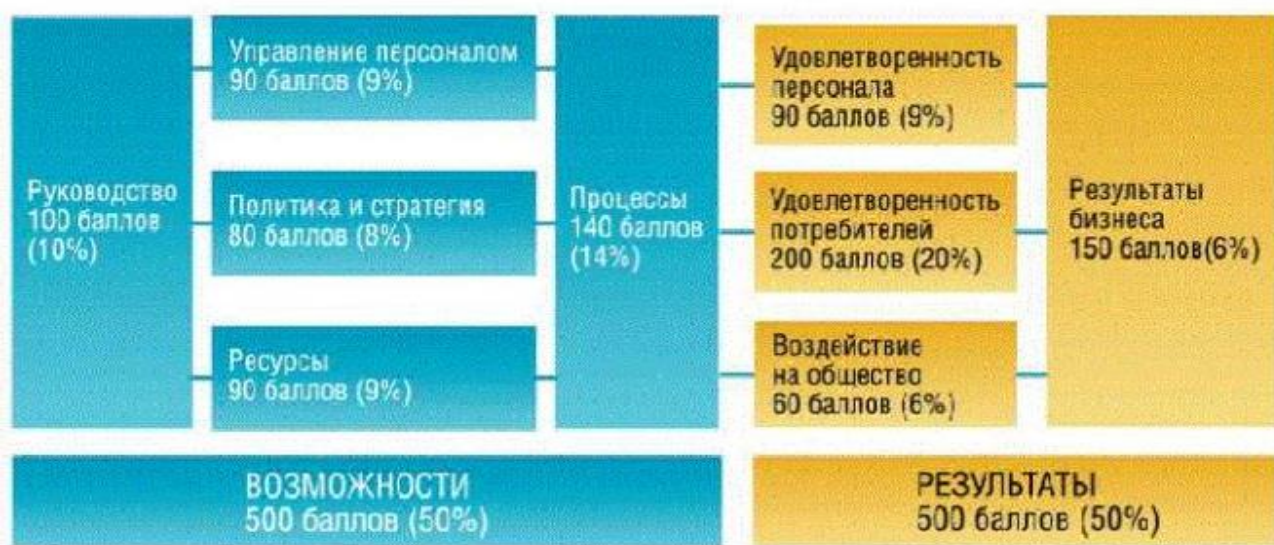 Руководство
100 баллов
(10%)
Управление персоналом
90 баллов (9%)
Политика и стратегия
80 баллов (8%)
Ресурсы
90 баллов (9%)
Процессы
140 баллов
(14%)
Удовлетворенность
персонала
90 баллов (9%)
Удовлетворенность
потребителей
200 баллов (20%)
Воздействие
на общество
60 баллов (6%)
Результаты
бизнеса
150 баллов(6%)
ВОЗМОЖНОСТИ
500 баллов (50%)
РЕЗУЛЬТАТЫ
500 баллов (50%)